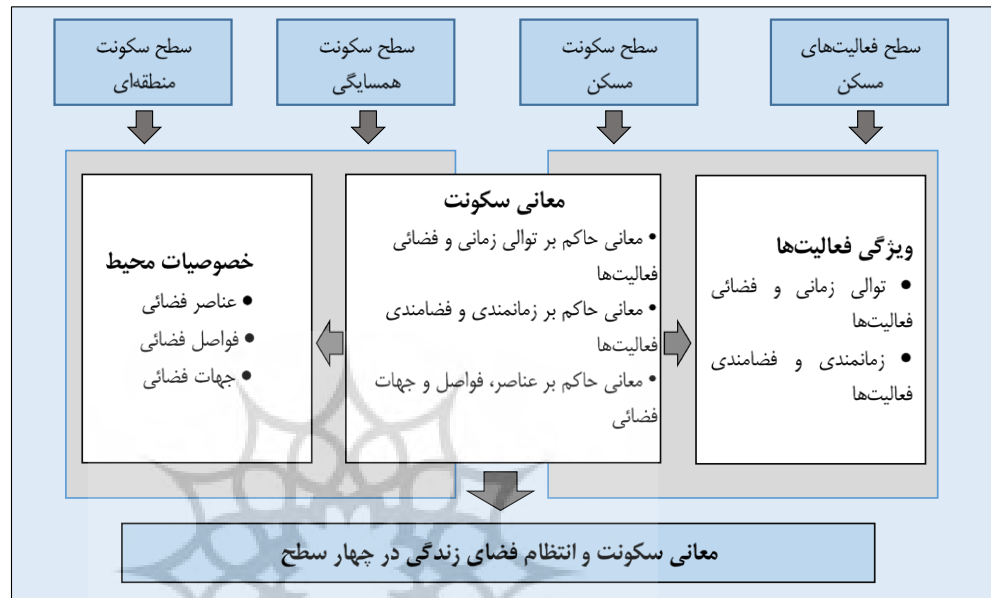 سطح فعالیت‌های
مسکن
سطح سکونت
مسکن
سطح سکونت
همسایگی
سطح سکونت
منطقه‌ای
ویژگی فعالیت‌ها
• توالی زمانی و فضائی
فعالیت‌ها
• زمانمندی و فضامندی
فعالیت‌ها
معانی سکونت
• معانی حاکم بر توالی زمانی و فضائی
فعالیت‌ها
• معانی حاکم بر زمانمندی و فضامندی
فعالیت‌ها
• معانی حاکم بر عناصر، فواصل و جهات
فضائی
خصوصیات محیط
• عناصر فضائی
• فواصل فضائی
• جهات فضائی
معانی سکونت و انتظام فضای زندگی در چهار سطح